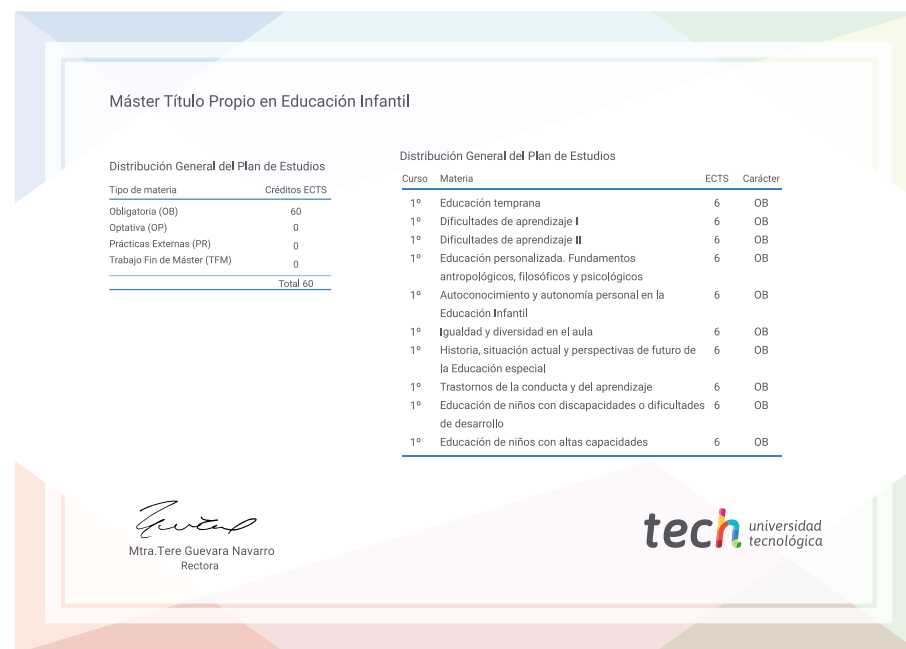 Máster Título Propio en Educación Infantil
Distribución General del Plan de Estudios
Tipo de materia Créditos ECTS
Obligatoria (OB) 60
Optativa (OP) 0
Prácticas Externas (PR) 0
Trabajo Fin de Máster (TFM) 0
Total 60
Distribución General del Plan de Estudios
Curso Materia ECTS Carácter
1º Educación temprana 6 OB
1º Dificultades de aprendizaje I 6 OB
1º Dificultades de aprendizaje II 6 OB
1º Educación personalizada. Fundamentos 6 OB
antropológicos, filosóficos y psicológicos
1º Autoconocimiento y autonomía personal en la 6 OB
Educación Infantil
1º Igualdad y diversidad en el aula 6 OB
1º Historia, situación actual y perspectivas de futuro de 6 OB
la Educación especial
1º Trastornos de la conducta y del aprendizaje 6 OB
1º Educación de niños con discapacidades o dificultades 6 OB
de desarrollo
1º Educación de niños con altas capacidades 6 OB
Mtra.Tere Guevara Navarro
Rectora
tech universidad
tecnológica